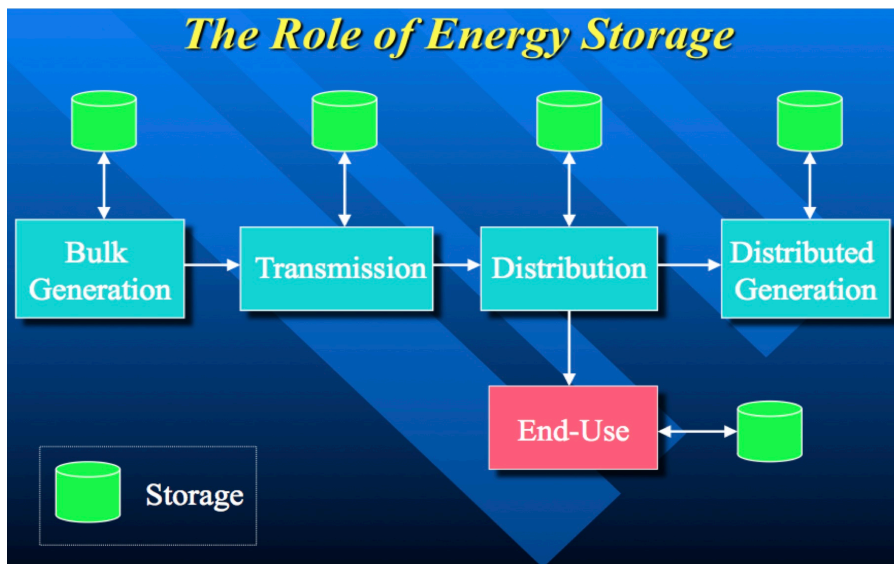 The Role of Energy Storage
Bulk
Generation
Transmission
Distribution
Distributed
Generation
End-Use
Storage